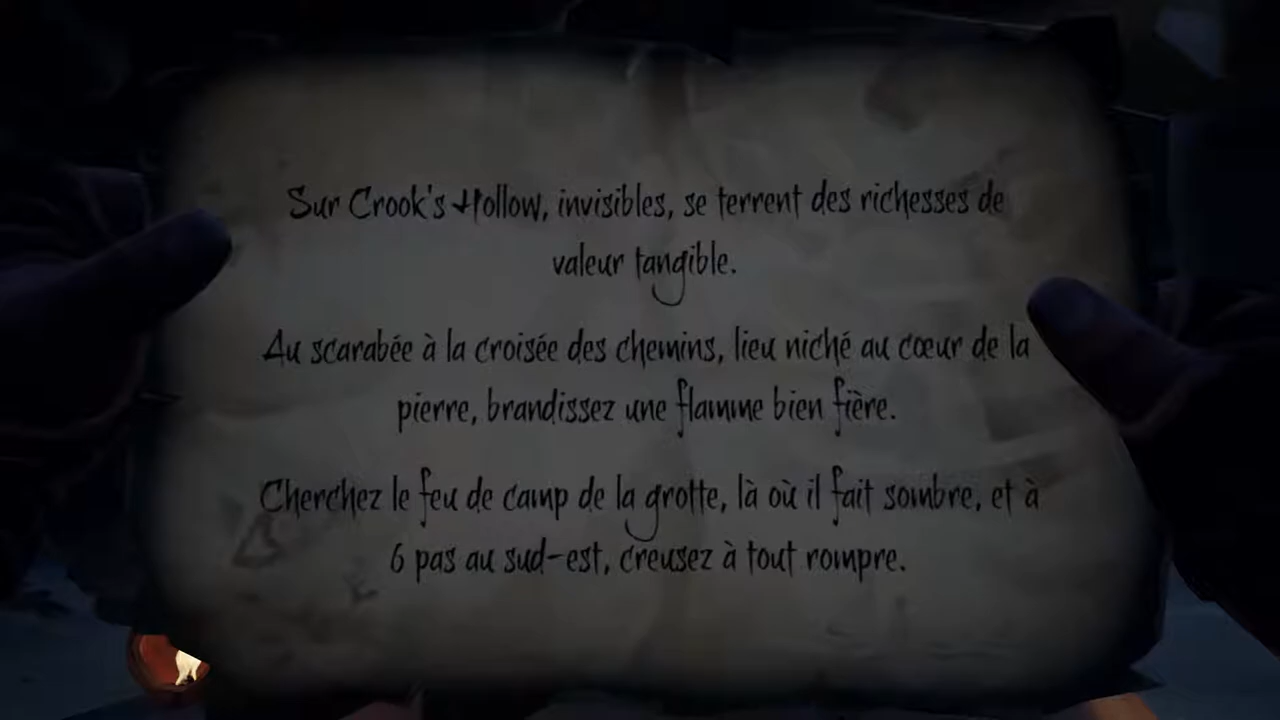 Sur Crook's Hollow, invisibles, se terrent des richesses de
valeur tangible.
Au scarabée à la croisée des chemins, lieu niché au cœur de la
pierre, brandissez une flamme bien fière.
Cherchez le feu de camp de la grotte, là où il fait sombre, et à
6 pas au sud-est, creusez à tout rompre.